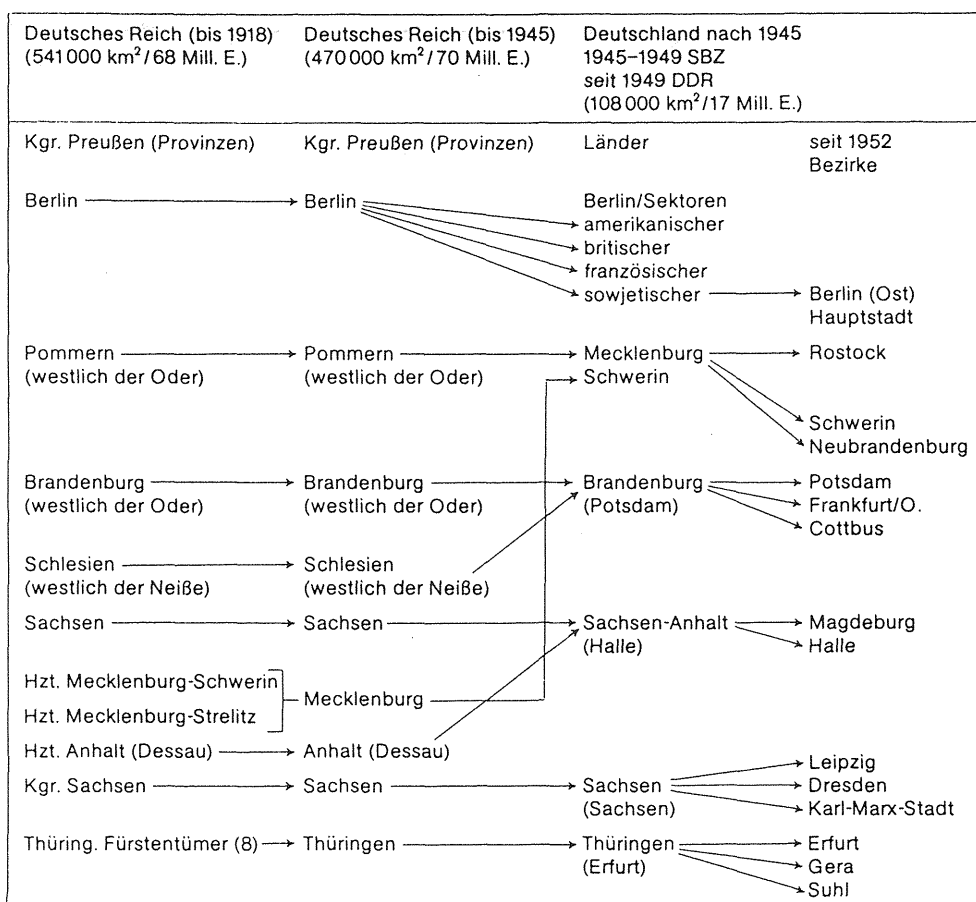 Deutsches Reich (bis 1918) Deutsches Reich (bis 1945) Deutschland nach 1945
(541000 km²/68 Mill. E.) (470000 km²/70 Mill. E.) 1945–1949 SBZ
seit 1949 DDR
(108000 km²/17 Mill. E.)
Kgr. Preußen (Provinzen) Kgr. Preußen (Provinzen) Länder seit 1952
Bezirke
Berlin Berlin Berlin/Sektoren
amerikanischer
britischer
französischer
sowjetischer Berlin (Ost)
Hauptstadt
Pommern Pommern Mecklenburg Rostock
(westlich der Oder) (westlich der Oder) Schwerin
Schwerin
Neubrandenburg
Brandenburg Brandenburg Brandenburg Potsdam
(westlich der Oder) (westlich der Oder) (Potsdam) Frankfurt/O.
Cottbus
Schlesien Schlesien
(westlich der Neiße) (westlich der Neiße)
Sachsen Sachsen Sachsen-Anhalt Magdeburg
(Halle) Halle
Hzt. Mecklenburg-Schwerin
Mecklenburg
Hzt. Mecklenburg-Strelitz
Hzt. Anhalt (Dessau) Anhalt (Dessau)
Leipzig
Kgr. Sachsen Sachsen Sachsen Dresden
(Sachsen) Karl-Marx-Stadt
Thüring. Fürstentümer (8) Thüringen Thüringen Erfurt
(Erfurt) Gera
Suhl